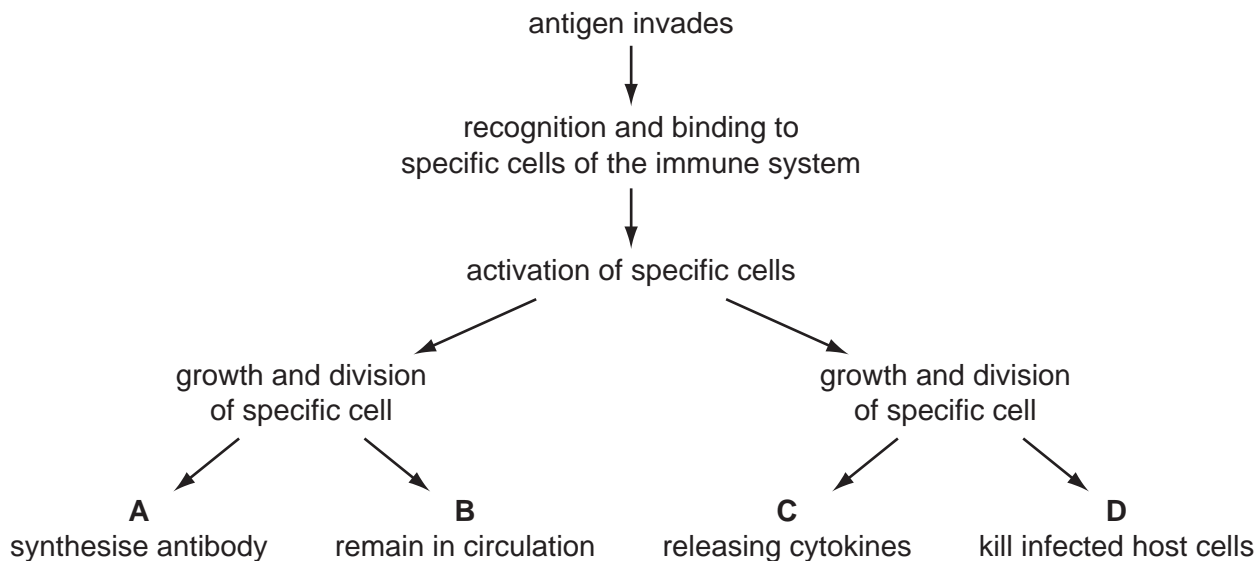 antigen invades
recognition and binding to
specific cells of the immune system
activation of specific cells
growth and division
of specific cell
growth and division
of specific cell
A
synthesise antibody
B
remain in circulation
C
releasing cytokines
D
kill infected host cells